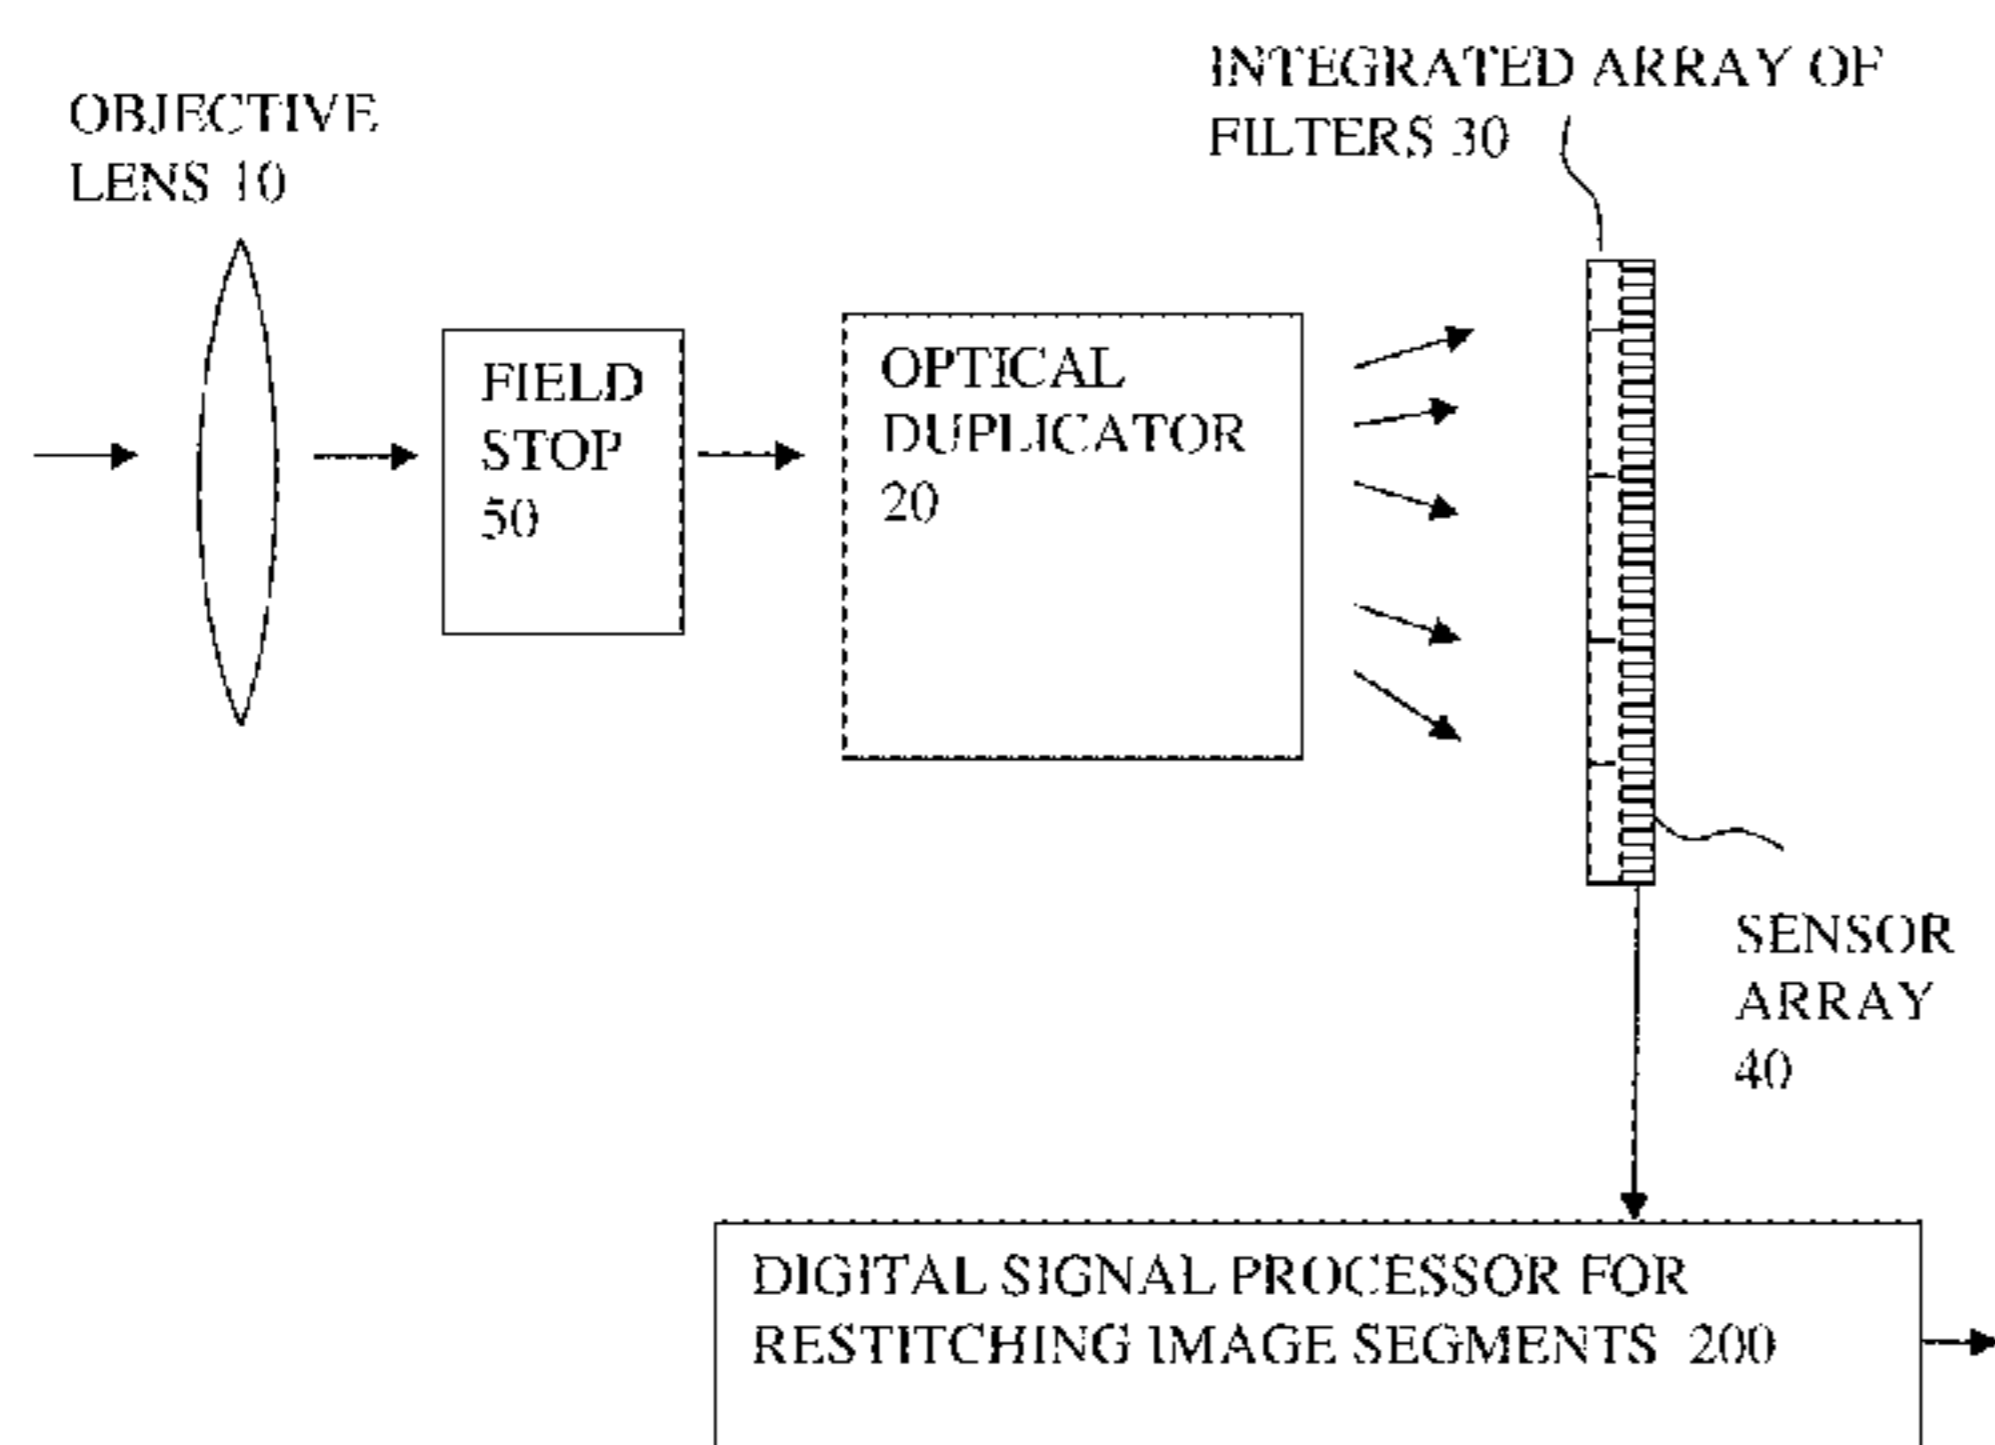 OBJECTIVE
LENS 10
INTEGRATED ARRAY OF
FILTERS 30
FIELD
STOP
50
OPTICAL
DUPLICATOR
20
SENSOR
ARRAY
40
DIGITAL SIGNAL PROCESSOR FOR
RESTITCHING IMAGE SEGMENTS 200